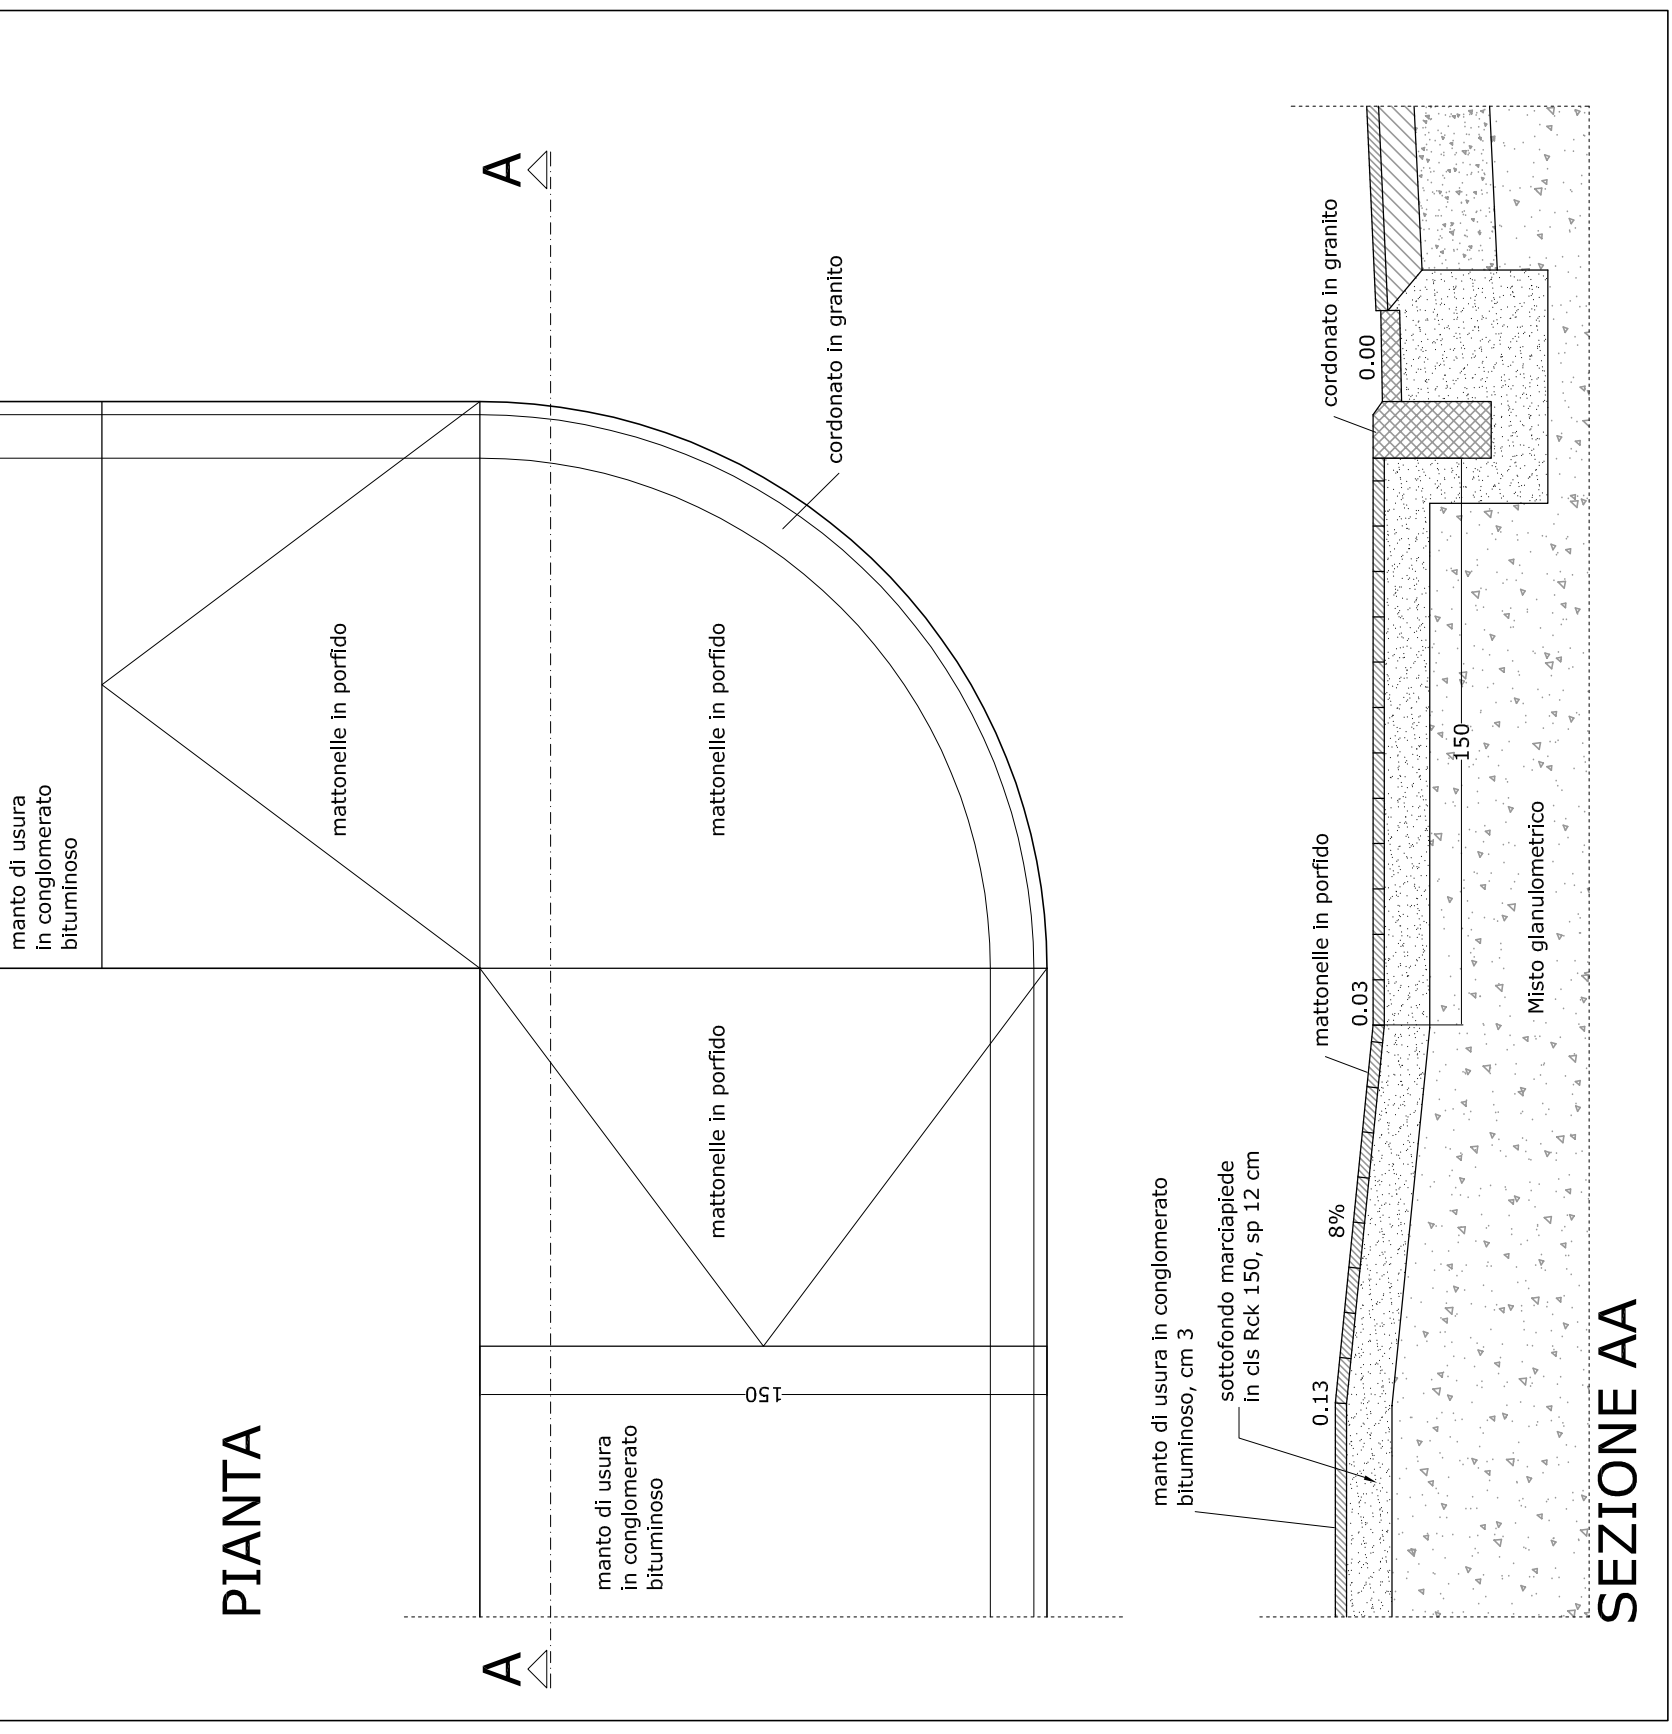 PIANTA
manto di usura
in conglomerato
bituminoso
mattonelle in porfido
A
A
manto di usura
in conglomerato
bituminoso
150
mattonelle in porfido
mattonelle in porfido
cordonato in granito
manto di usura in conglomerato
bituminoso, cm 3
sottofondo marciapiede
in cls Rck 150, sp 12 cm
0.13
8%
mattonelle in porfido
0.03
cordonato in granito
0.00
150
Misto glanulometrico
SEZIONE AA